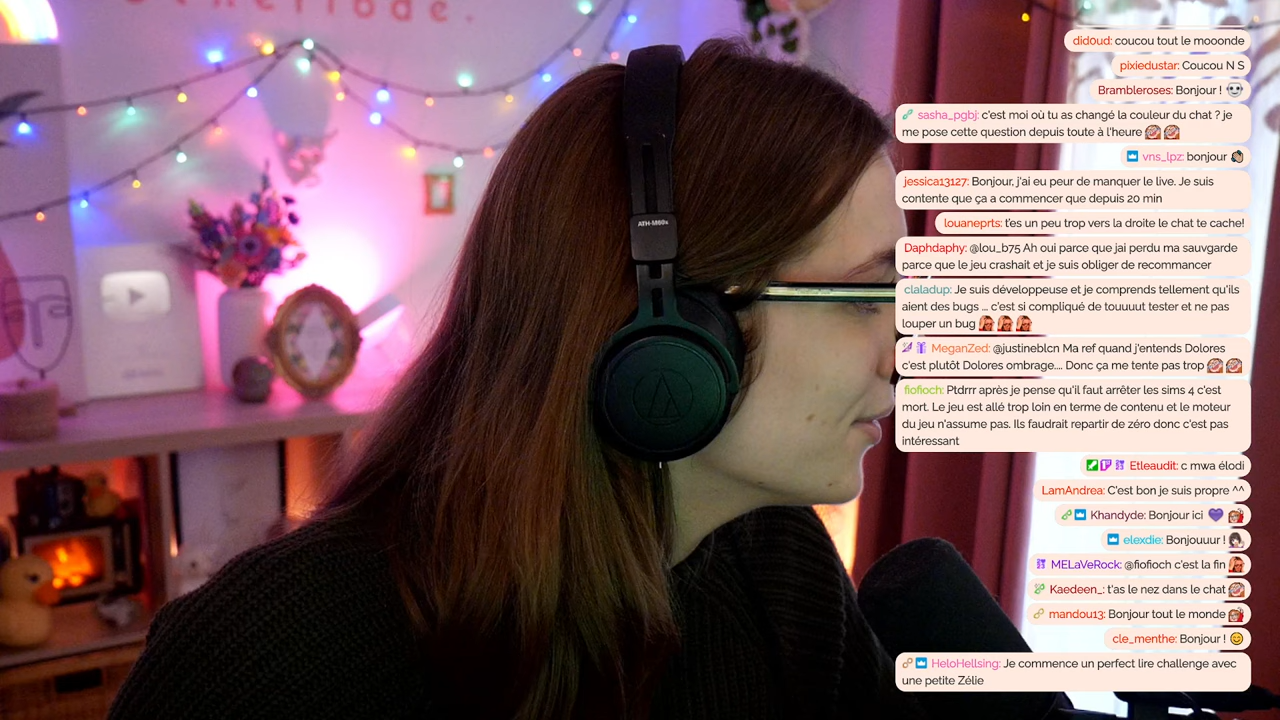 did0ud: coucou tout le mooonde
pixiedustar: Coucou N S
Brambleroses: Bonjour !
sasha_pgbj: c'est moi où tu as changé la couleur du chat ? je
me pose cette question depuis toute à l'heure
vns_lpz: bonjour
jessica13127: Bonjour, j'ai eu peur de manquer le live. Je suis
contente que ça a commencer que depuis 20 min
louaneprts: t'es un peu trop vers la droite le chat te cache!
Daphdaphy: @lou_b75 Ah oui parce que jai perdu ma sauvgarde
parce que le jeu crashait et je suis obliger de recommancer
claladup: Je suis développeuse et je comprends tellement qu'ils
aient des bugs ... c'est si compliqué de touuuut tester et ne pas
louper un bug
MeganZed: @justineblcn Ma ref quand j'entends Dolores
c'est plutôt Dolores ombrage.... Donc ça me tente pas trop
fiofioch: Ptdrrr après je pense qu'il faut arrêter les sims 4 c'est
mort. Le jeu est allé trop loin en terme de contenu et le moteur
du jeu n'assume pas. Ils faudrait repartir de zéro donc c'est pas
intéressant
Etleaudit: c mwa élodi
LamAndrea: C'est bon je suis propre ^^
Khandyde: Bonjour ici
elexdie: Bonjouuur !
MELaVeRock: @fiofioch c'est la fin
Kaedeen_: t'as le nez dans le chat
mandou13: Bonjour tout le monde
cle_menthe: Bonjour !
HeloHellsing: Je commence un perfect lire challenge avec
une petite Zélie
ATH-M60x